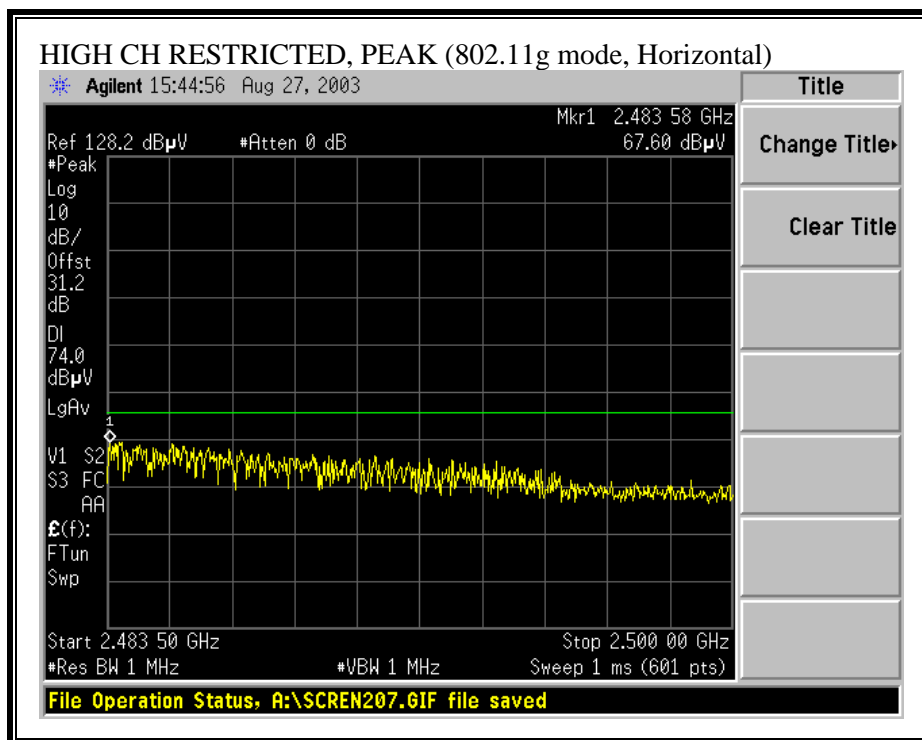 HIGH CH RESTRICTED, PEAK (802.11g mode, Horizontal)
Agilent 15:44:56 Aug 27, 2003
Title
Mkr1 2.483 58 GHz
Ref 128.2 dBµV #Atten 0 dB 67.60 dBµV
Change Title
#Peak
Log
10
dB/
Offst
31.2
dB
DI
74.0
dBµV
LgAv
1
V1 S2
S3 FC
AA
£(f):
FTun
Swp
Clear Title
Start 2.483 50 GHz Stop 2.500 00 GHz
#Res BW 1 MHz #VBW 1 MHz Sweep 1 ms (601 pts)
File Operation Status, A:\SCREN207.GIF file saved